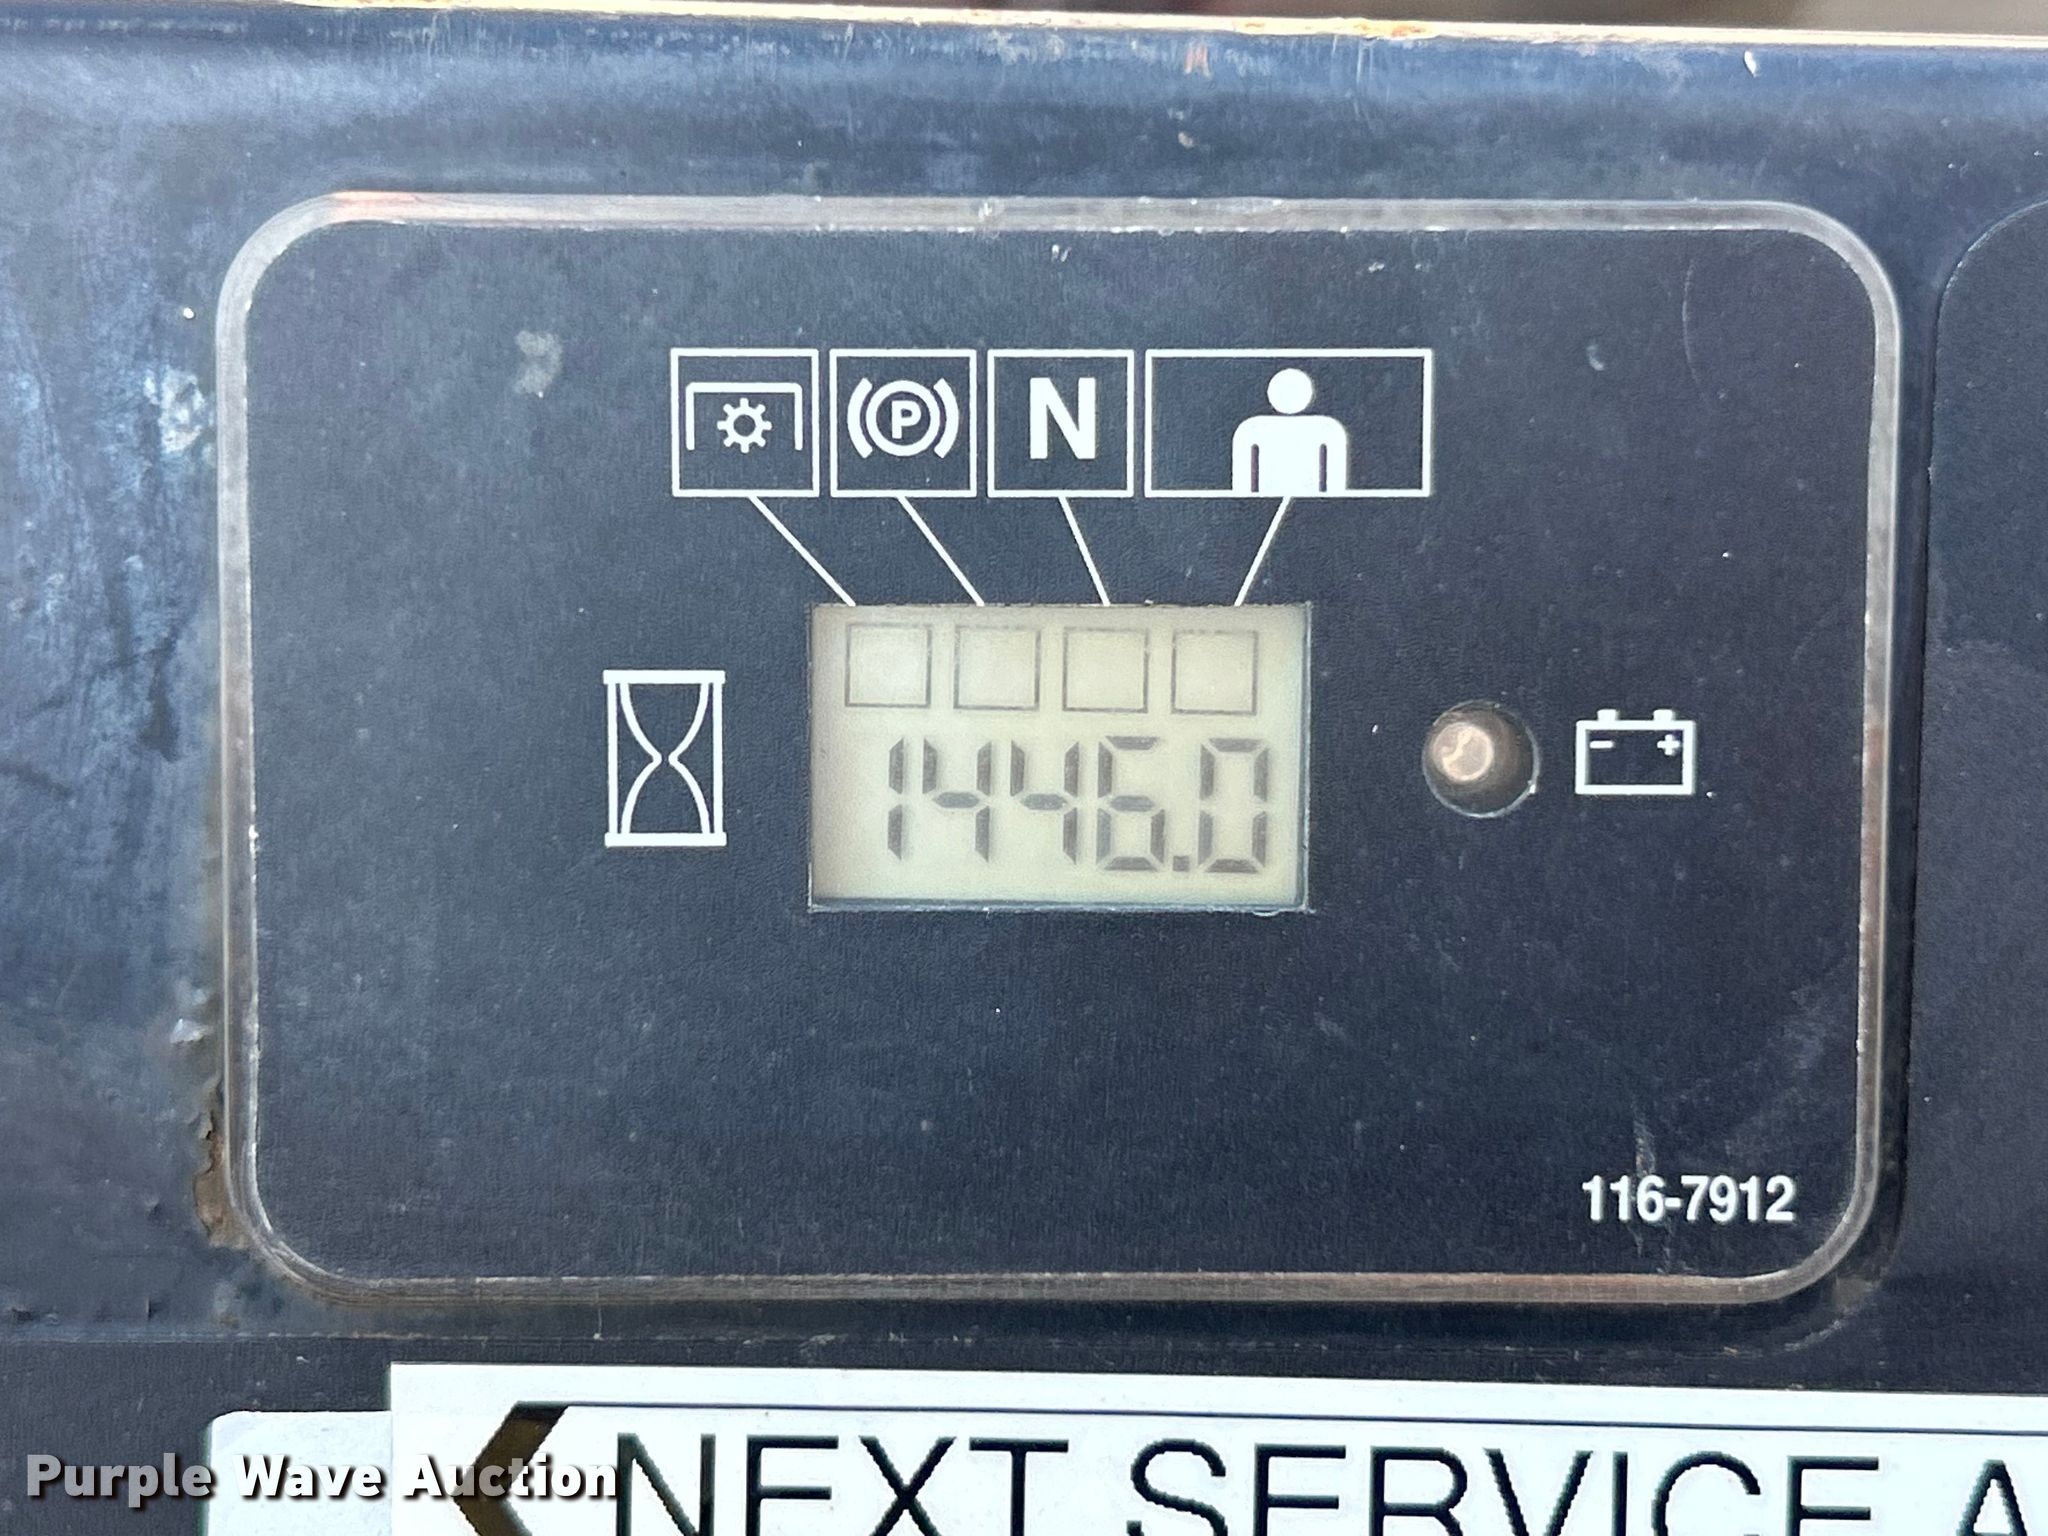 P
N
1446.0
116-7912
NEXT SERVICE A
Purple Wave Auction